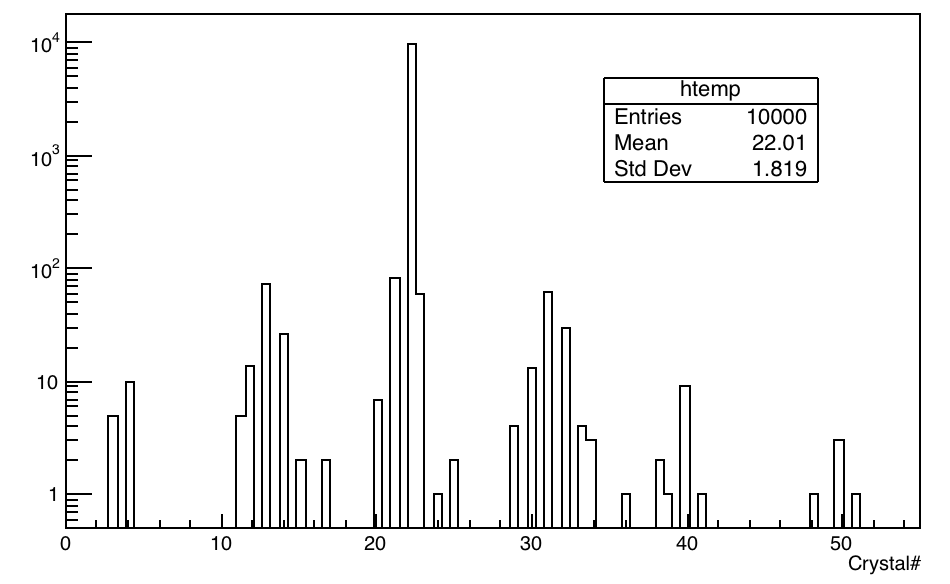 10^4
10^3
10^2
10
1
htemp
Entries 10000
Mean 22.01
Std Dev 1.819
0 10 20 30 40 50
Crystal#